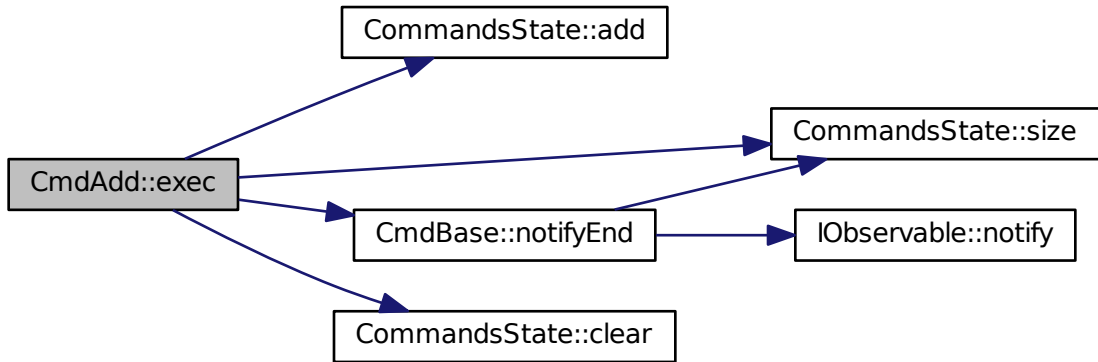 CommandsState::add
CommandsState::size
CmdAdd::exec
CmdBase::notifyEnd
IObservable::notify
CommandsState::clear